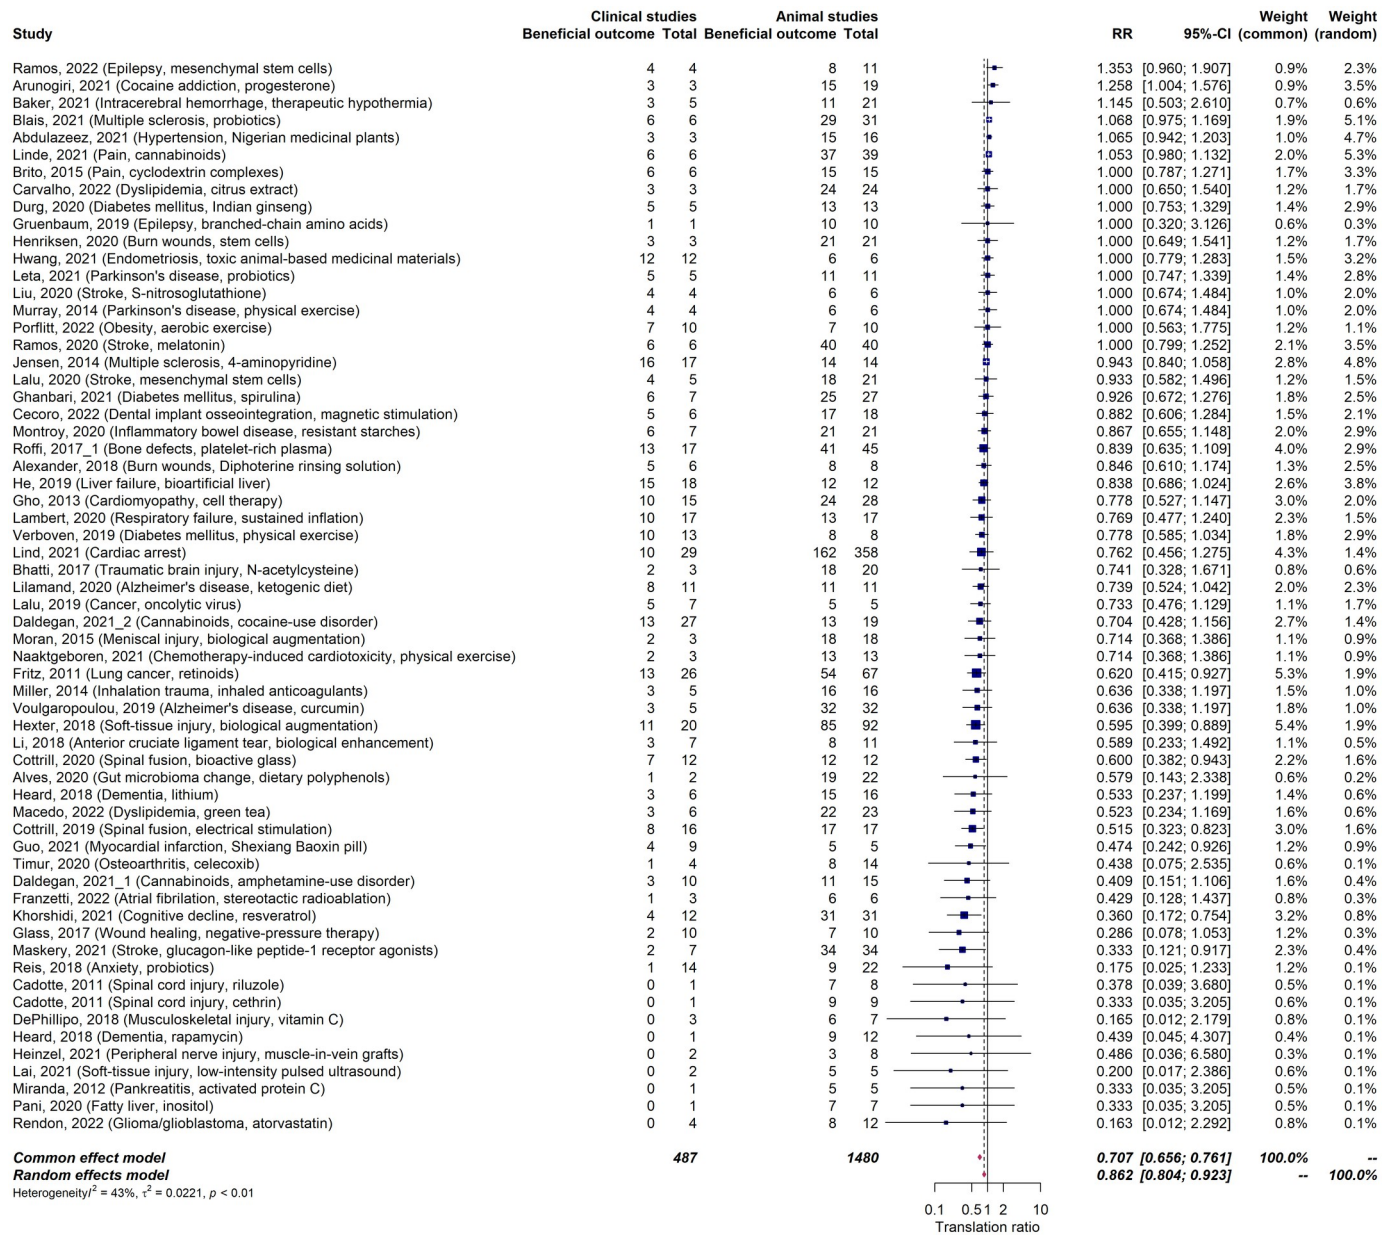 Clinical studies Animal studies Weight Weight
Study Beneficial outcome Total Beneficial outcome Total RR 95%-CI (common) (random)
Ramos, 2022 (Epilepsy, mesenchymal stem cells) 4 4 8 11 1.353 [0.960; 1.907] 0.9% 2.3%
Arunogiri, 2021 (Cocaine addiction, progesterone) 3 3 15 19 1.258 [1.004; 1.576] 0.9% 3.5%
Baker, 2021 (Intracerebral hemorrhage, therapeutic hypothermia) 3 5 11 21 1.145 [0.503; 2.610] 0.7% 0.6%
Blais, 2021 (Multiple sclerosis, probiotics) 6 6 29 31 1.068 [0.975; 1.169] 1.9% 5.1%
Abdulazeez, 2021 (Hypertension, Nigerian medicinal plants) 3 3 15 16 1.065 [0.942; 1.203] 1.0% 4.7%
Linde, 2021 (Pain, cannabinoids) 6 6 37 39 1.053 [0.980; 1.132] 2.0% 5.3%
Brito, 2015 (Pain, cyclodextrin complexes) 6 6 15 15 1.000 [0.787; 1.271] 1.7% 3.3%
Carvalho, 2022 (Dyslipidemia, citrus extract) 3 3 24 24 1.000 [0.650; 1.540] 1.2% 1.7%
Durg, 2020 (Diabetes mellitus, Indian ginseng) 5 5 13 13 1.000 [0.753; 1.329] 1.4% 2.9%
Gruenbaum, 2019 (Epilepsy, branched-chain amino acids) 1 1 10 10 1.000 [0.320; 3.126] 0.6% 0.3%
Henriksen, 2020 (Burn wounds, stem cells) 3 3 21 21 1.000 [0.649; 1.541] 1.2% 1.7%
Hwang, 2021 (Endometriosis, toxic animal-based medicinal materials) 12 12 6 6 1.000 [0.779; 1.283] 1.5% 3.2%
Leta, 2021 (Parkinson's disease, probiotics) 5 5 11 11 1.000 [0.747; 1.339] 1.4% 2.8%
Liu, 2020 (Stroke, S-nitrosoglutathione) 4 4 6 6 1.000 [0.674; 1.484] 1.0% 2.0%
Murray, 2014 (Parkinson's disease, physical exercise) 4 4 6 6 1.000 [0.674; 1.484] 1.0% 2.0%
Porflitt, 2022 (Obesity, aerobic exercise) 7 10 7 10 1.000 [0.563; 1.775] 1.2% 1.1%
Ramos, 2020 (Stroke, melatonin) 6 6 40 40 1.000 [0.799; 1.252] 2.1% 3.5%
Jensen, 2014 (Multiple sclerosis, 4-aminopyridine) 16 17 14 14 0.943 [0.840; 1.058] 2.8% 4.8%
Lalu, 2020 (Stroke, mesenchymal stem cells) 4 5 18 21 0.933 [0.582; 1.496] 1.2% 1.5%
Ghanbari, 2021 (Diabetes mellitus, spirulina) 6 7 25 27 0.926 [0.672; 1.276] 1.8% 2.5%
Cecoro, 2022 (Dental implant osseointegration, magnetic stimulation) 5 6 17 18 0.882 [0.606; 1.284] 1.5% 2.1%
Montroy, 2020 (Inflammatory bowel disease, resistant starches) 6 7 21 21 0.867 [0.655; 1.148] 2.0% 2.9%
Roffi, 2017_1 (Bone defects, platelet-rich plasma) 13 17 41 45 0.839 [0.635; 1.109] 4.0% 2.9%
Alexander, 2018 (Burn wounds, Diphoterine rinsing solution) 5 6 8 8 0.846 [0.610; 1.174] 1.3% 2.5%
He, 2019 (Liver failure, bioartificial liver) 15 18 12 12 0.838 [0.686; 1.024] 2.6% 3.8%
Gho, 2013 (Cardiomyopathy, cell therapy) 10 15 24 28 0.778 [0.527; 1.147] 3.0% 2.0%
Lambert, 2020 (Respiratory failure, sustained inflation) 10 17 13 17 0.769 [0.477; 1.240] 2.3% 1.5%
Verboven, 2019 (Diabetes mellitus, physical exercise) 10 13 8 8 0.778 [0.585; 1.034] 1.8% 2.9%
Lind, 2021 (Cardiac arrest) 10 29 162 358 0.762 [0.456; 1.275] 4.3% 1.4%
Bhatti, 2017 (Traumatic brain injury, N-acetylcysteine) 2 3 18 20 0.741 [0.328; 1.671] 0.8% 0.6%
Lilamand, 2020 (Alzheimer's disease, ketogenic diet) 8 11 11 11 0.739 [0.524; 1.042] 2.0% 2.3%
Lalu, 2019 (Cancer, oncolytic virus) 5 7 5 5 0.733 [0.476; 1.129] 1.1% 1.7%
Daldegan, 2021_2 (Cannabinoids, cocaine-use disorder) 13 27 13 19 0.704 [0.428; 1.156] 2.7% 1.4%
Moran, 2015 (Meniscal injury, biological augmentation) 2 3 18 18 0.714 [0.368; 1.386] 1.1% 0.9%
Naaktgeboren, 2021 (Chemotherapy-induced cardiotoxicity, physical exercise) 2 3 13 13 0.714 [0.368; 1.386] 1.1% 0.9%
Fritz, 2011 (Lung cancer, retinoids) 13 26 54 67 0.620 [0.415; 0.927] 5.3% 1.9%
Miller, 2014 (Inhalation trauma, inhaled anticoagulants) 3 5 16 16 0.636 [0.338; 1.197] 1.5% 1.0%
Voulgaropoulou, 2019 (Alzheimer's disease, curcumin) 3 5 32 32 0.636 [0.338; 1.197] 1.8% 1.0%
Hexter, 2018 (Soft-tissue injury, biological augmentation) 11 20 85 92 0.595 [0.399; 0.889] 5.4% 1.9%
Li, 2018 (Anterior cruciate ligament tear, biological enhancement) 3 7 8 11 0.589 [0.233; 1.492] 1.1% 0.5%
Cottrill, 2020 (Spinal fusion, bioactive glass) 7 12 12 12 0.600 [0.382; 0.943] 2.2% 1.6%
Alves, 2020 (Gut microbioma change, dietary polyphenols) 1 2 19 22 0.579 [0.143; 2.338] 0.6% 0.2%
Heard, 2018 (Dementia, lithium) 3 6 15 16 0.533 [0.237; 1.199] 1.4% 0.6%
Macedo, 2022 (Dyslipidemia, green tea) 3 6 22 23 0.523 [0.234; 1.169] 1.2% 0.6%
Cottrill, 2019 (Spinal fusion, electrical stimulation) 8 16 17 17 0.515 [0.323; 0.823] 3.0% 1.6%
Guo, 2021 (Myocardial infarction, Shexiang Baoxin pill) 4 9 5 5 0.474 [0.242; 0.926] 1.2% 0.9%
Timur, 2020 (Osteoarthritis, celecoxib) 1 4 8 14 0.438 [0.075; 2.535] 0.6% 0.1%
Daldegan, 2021_1 (Cannabinoids, amphetamine-use disorder) 3 10 11 15 0.409 [0.151; 1.106] 1.6% 0.4%
Franzetti, 2022 (Atrial fibrilation, stereotactic radioablation) 1 3 6 6 0.429 [0.128; 1.437] 0.8% 0.3%
Khorshidi, 2021 (Cognitive decline, resveratrol) 4 12 31 31 0.360 [0.172; 0.754] 3.2% 0.8%
Glass, 2017 (Wound healing, negative-pressure therapy) 2 10 7 10 0.286 [0.078; 1.053] 1.2% 0.3%
Maskery, 2021 (Stroke, glucagon-like peptide-1 receptor agonists) 2 7 34 34 0.333 [0.121; 0.917] 2.3% 0.4%
Reis, 2018 (Anxiety, probiotics) 1 14 9 22 0.175 [0.025; 1.233] 1.2% 0.1%
Cadotte, 2011 (Spinal cord injury, riluzole) 0 1 7 8 0.378 [0.039; 3.680] 0.5% 0.1%
Cadotte, 2011 (Spinal cord injury, cethrin) 0 1 9 9 0.333 [0.035; 3.205] 0.6% 0.1%
DePhillipo, 2018 (Musculoskeletal injury, vitamin C) 0 3 6 7 0.165 [0.012; 2.179] 0.8% 0.1%
Heard, 2018 (Dementia, rapamycin) 0 1 9 12 0.439 [0.045; 4.307] 0.4% 0.1%
Heinzel, 2021 (Peripheral nerve injury, muscle-in-vein grafts) 0 2 3 8 0.486 [0.036; 6.580] 0.3% 0.1%
Lai, 2021 (Soft-tissue injury, low-intensity pulsed ultrasound) 0 2 5 5 0.200 [0.017; 2.386] 0.6% 0.1%
Miranda, 2012 (Pankreatitis, activated protein C) 0 1 5 5 0.333 [0.035; 3.205] 0.5% 0.1%
Pani, 2020 (Fatty liver, inositol) 0 1 7 7 0.333 [0.035; 3.205] 0.5% 0.1%
Rendon, 2022 (Glioma/glioblastoma, atorvastatin) 0 4 8 12 0.163 [0.012; 2.292] 0.8% 0.1%
Common effect model 487 1480 0.707 [0.656; 0.761] 100.0% --
Random effects model 0.862 [0.804; 0.923] -- 100.0%
Heterogeneity: I² = 43%, τ² = 0.0221, p < 0.01
0.1 0.5 1 2 10
Translation ratio